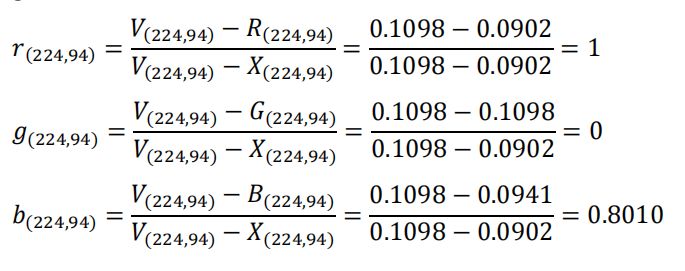 r(224,94) = (V(224,94) − R(224,94)) / (V(224,94) − X(224,94)) = (0.1098 − 0.0902) / (0.1098 − 0.0902) = 1
g(224,94) = (V(224,94) − G(224,94)) / (V(224,94) − X(224,94)) = (0.1098 − 0.1098) / (0.1098 − 0.0902) = 0
b(224,94) = (V(224,94) − B(224,94)) / (V(224,94) − X(224,94)) = (0.1098 − 0.0941) / (0.1098 − 0.0902) = 0.8010